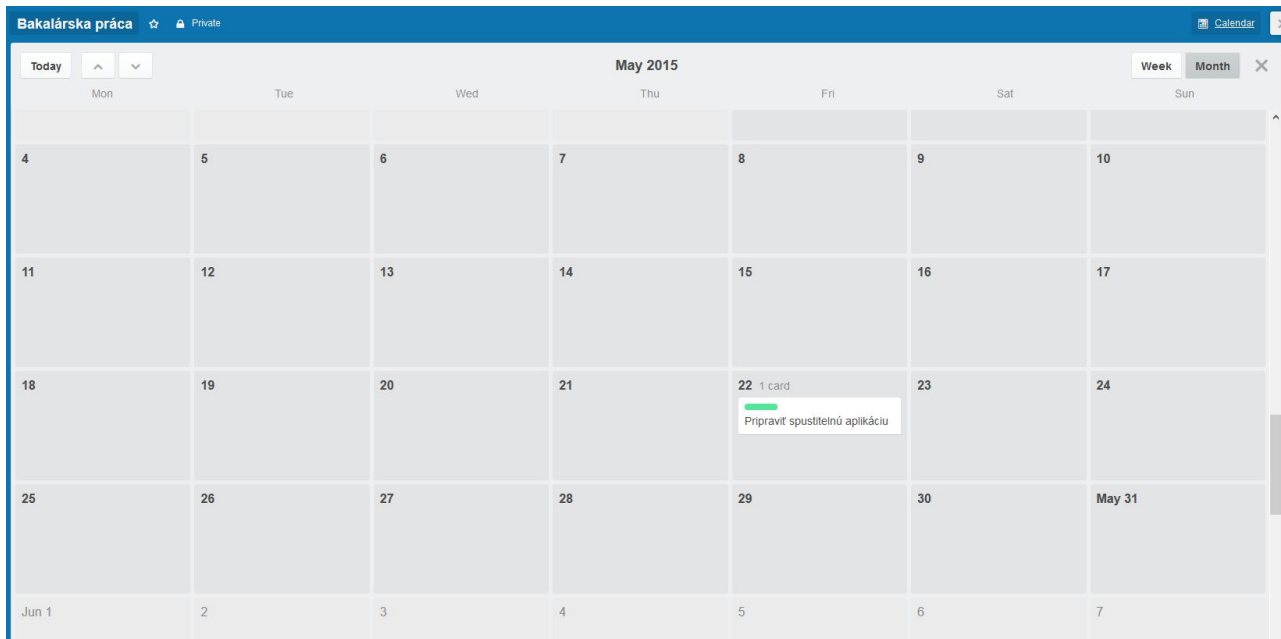 Bakalárska práca Private Calendar
Today May 2015 Week Month
Mon Tue Wed Thu Fri Sat Sun
4 5 6 7 8 9 10
11 12 13 14 15 16 17
18 19 20 21 22 1 card 23 24
Pripraviť spustitelnú aplikáciu
25 26 27 28 29 30 May 31
Jun 1 2 3 4 5 6 7